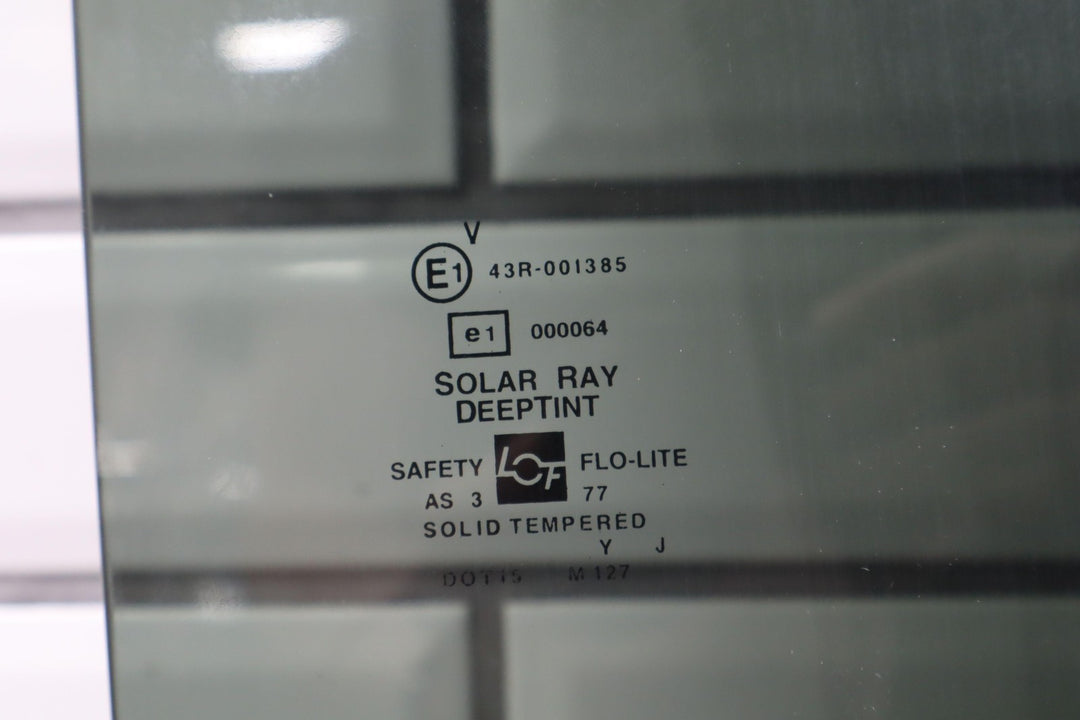 V
E1 43R-001385
e1 000064
SOLAR RAY
DEEPTINT
SAFETY LOF FLO-LITE
AS 3 77
SOLID TEMPERED
Y J
DOT15 M127